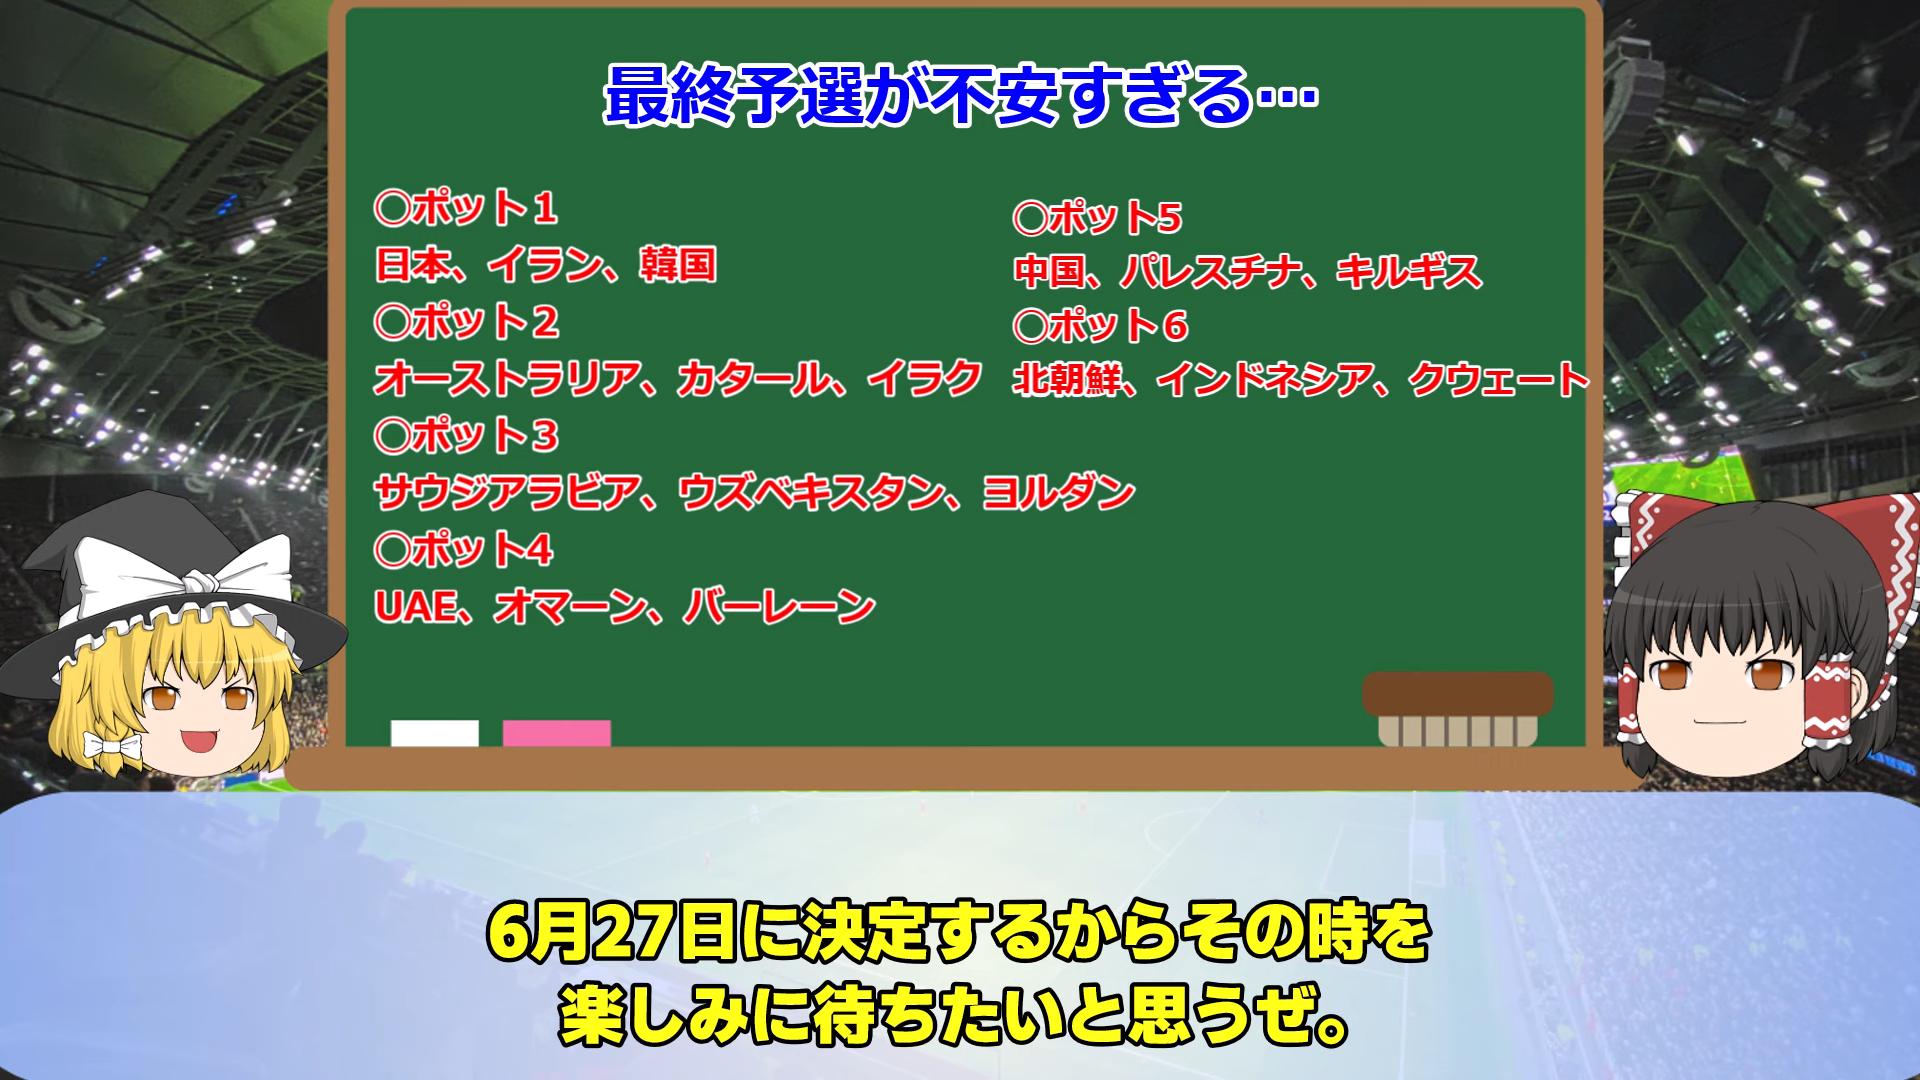 最終予選が不安すぎる…
○ポット１
日本、イラン、韓国
○ポット２
オーストラリア、カタール、イラク
○ポット３
サウジアラビア、ウズベキスタン、ヨルダン
○ポット4
UAE、オマーン、バーレーン
○ポット5
中国、パレスチナ、キルギス
○ポット６
北朝鮮、インドネシア、クウェート
6月27日に決定するからその時を
楽しみに待ちたいと思うぜ。